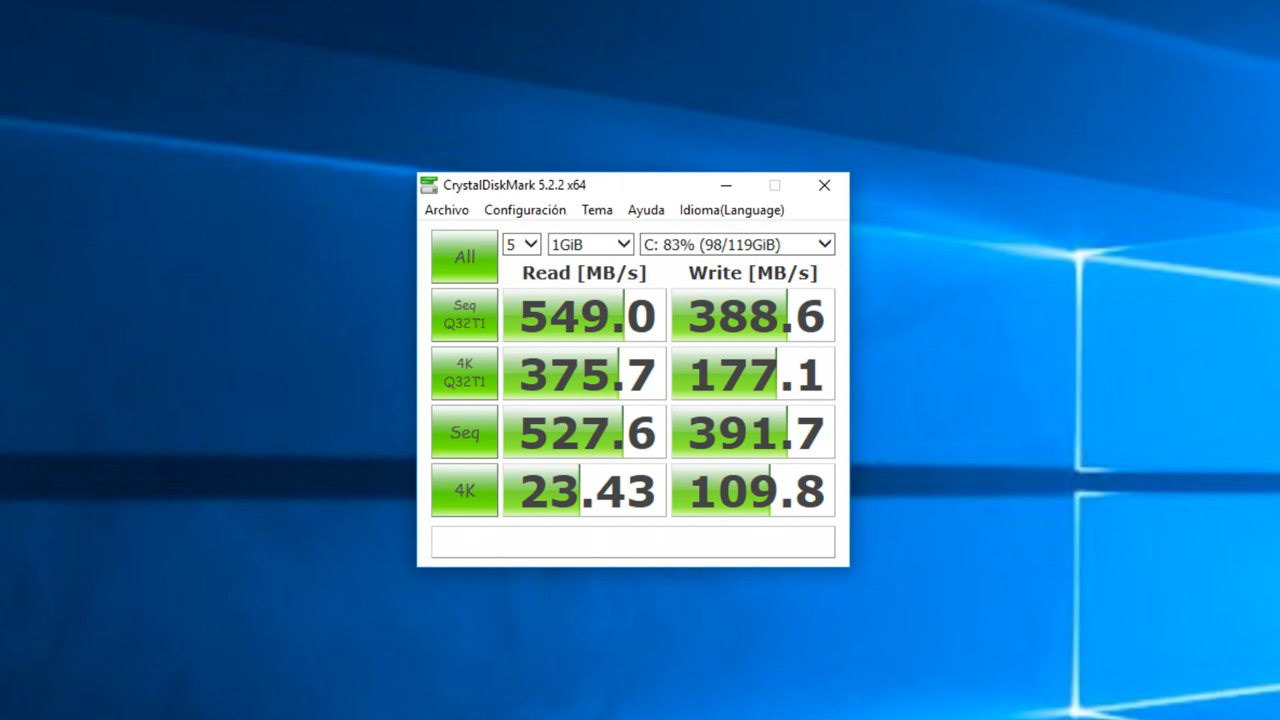 CrystalDiskMark 5.2.2 x64
Archivo Configuración Tema Ayuda Idioma(Language)
All 5 1GiB C: 83% (98/119GiB)
Read [MB/s] Write [MB/s]
Seq Q32T1 549.0 388.6
4K Q32T1 375.7 177.1
Seq 527.6 391.7
4K 23.43 109.8